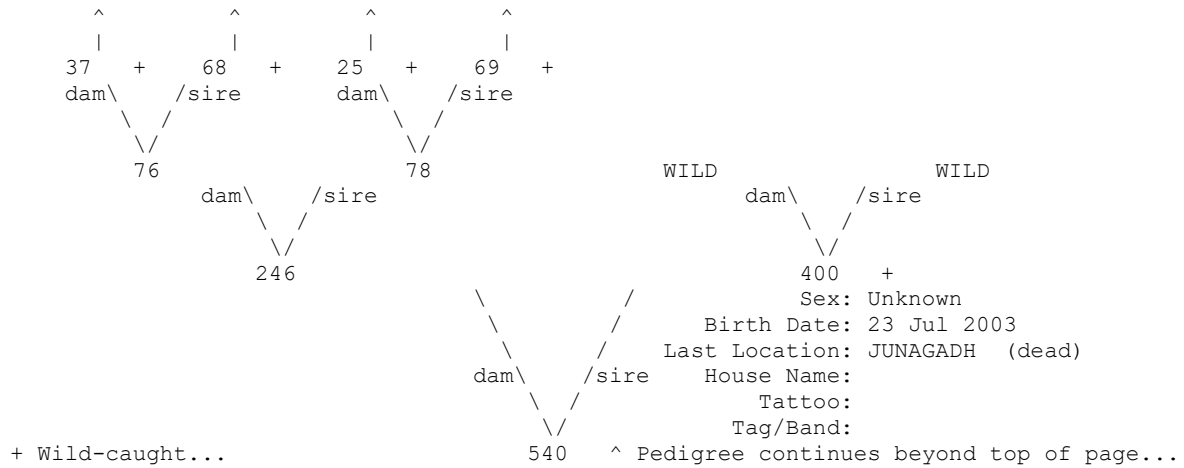 ^ ^ ^ ^
| | | |
37 + 68 + 25 + 69 +
dam\ /sire dam\ /sire
\ / \ /
\/ \/
76 78 WILD WILD
dam\ /sire dam\ /sire
\ / \ /
\/ \/
246 400 +
\ / Sex: Unknown
\ / Birth Date: 23 Jul 2003
\ / Last Location: JUNAGADH (dead)
dam\ /sire House Name:
\ / Tattoo:
\/ Tag/Band:
+ Wild-caught... 540 ^ Pedigree continues beyond top of page...